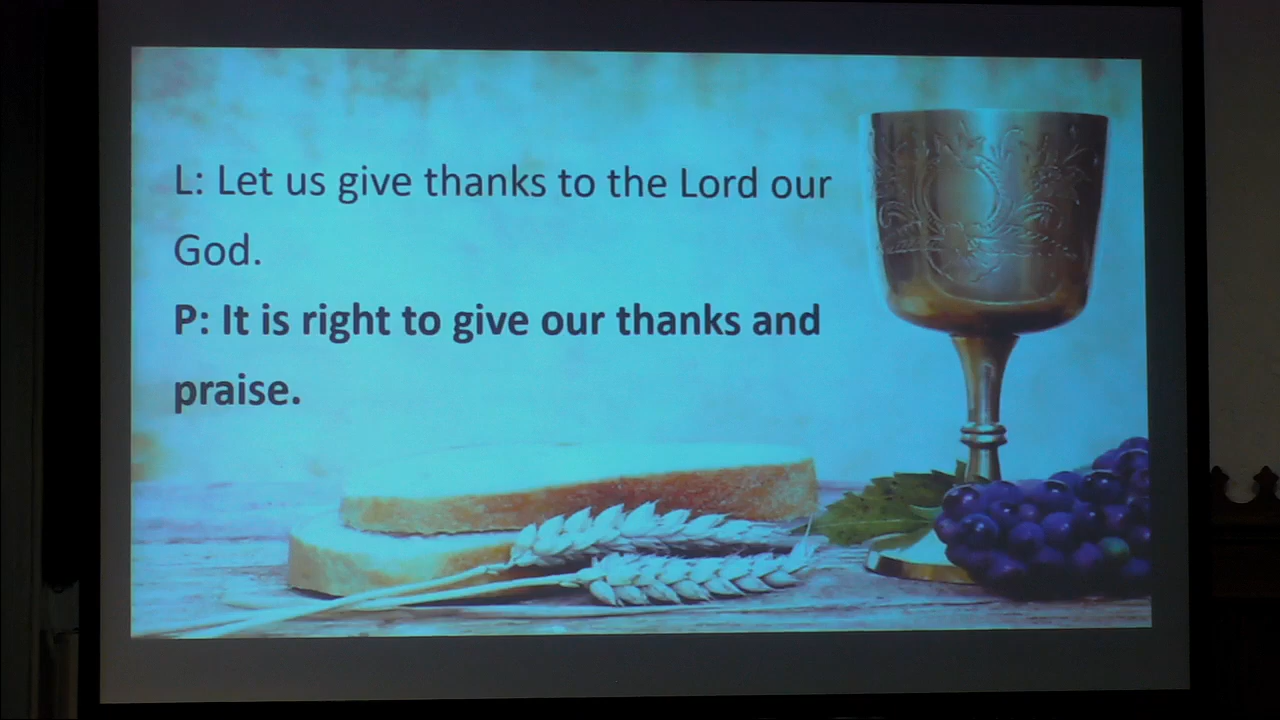 L: Let us give thanks to the Lord our
God.
P: It is right to give our thanks and
praise.